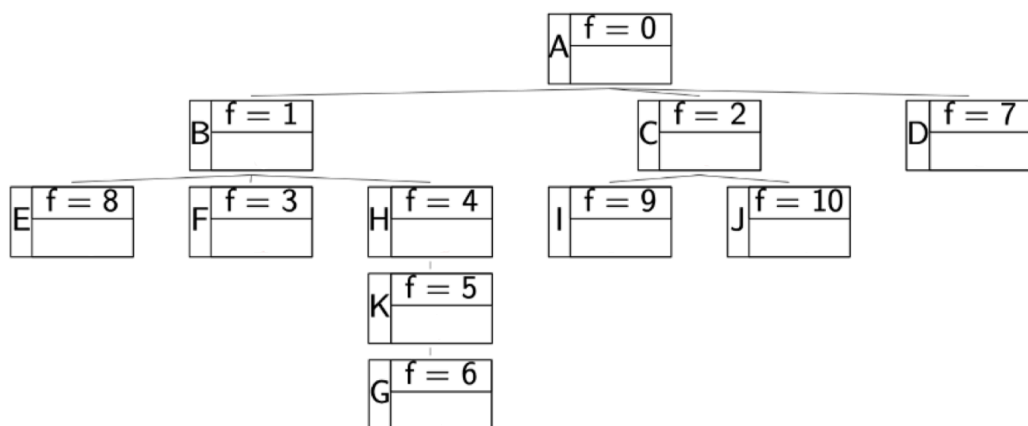 A f = 0
B f = 1
C f = 2
D f = 7
E f = 8
F f = 3
H f = 4
I f = 9
J f = 10
K f = 5
G f = 6